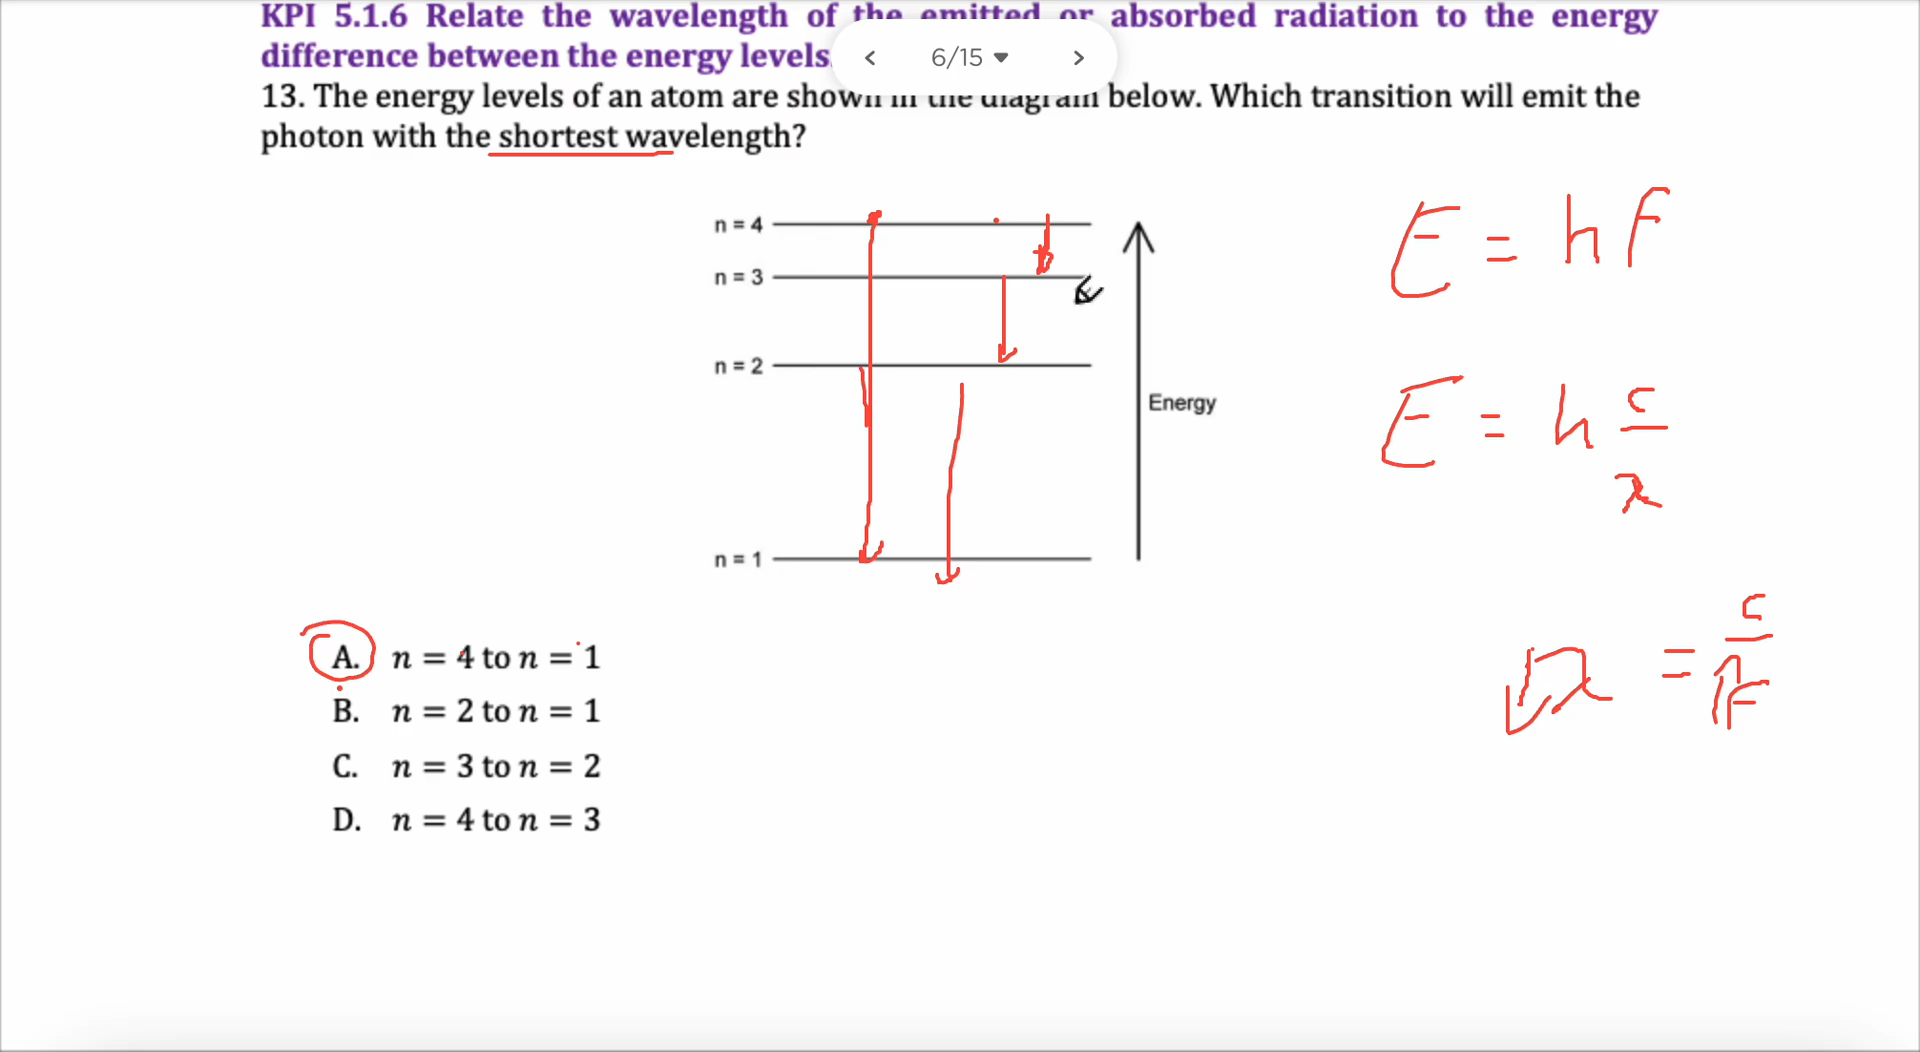 KPI 5.1.6 Relate the wavelength of the emitted or absorbed radiation to the energy
difference between the energy levels.
6/15
13. The energy levels of an atom are shown in the diagram below. Which transition will emit the
photon with the shortest wavelength?
n = 4
n = 3
n = 2
n = 1
Energy
E = hF
E = h c/λ
λ = c/F
A. n = 4 to n = 1
B. n = 2 to n = 1
C. n = 3 to n = 2
D. n = 4 to n = 3